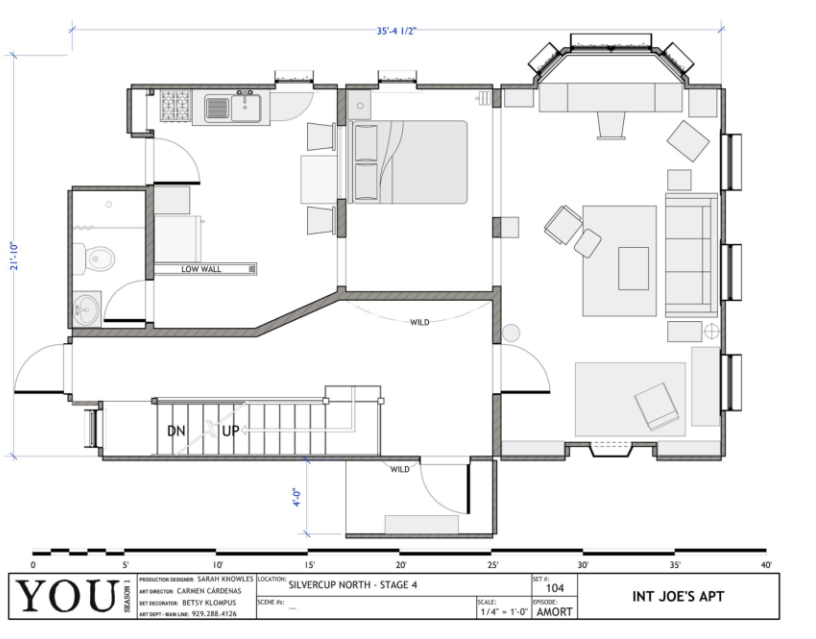 35'-4 1/2"
21'-10"
LOW WALL
WILD
DN UP
WILD
4'-0"
0 5' 10' 15' 20' 25' 30' 35' 40'
YOU
SEASON 1
PRODUCTION DESIGNER: SARAH KNOWLES
ART DIRECTOR: CARMEN CÁRDENAS
SET DECORATOR: BETSY KLOMPUS
ART DEPT - MAIN LINE: 929.288.4126
LOCATION:
SILVERCUP NORTH - STAGE 4
SCENE #s:
__
SCALE:
1/4" = 1'-0"
SET #:
104
EPISODE:
AMORT
INT JOE'S APT